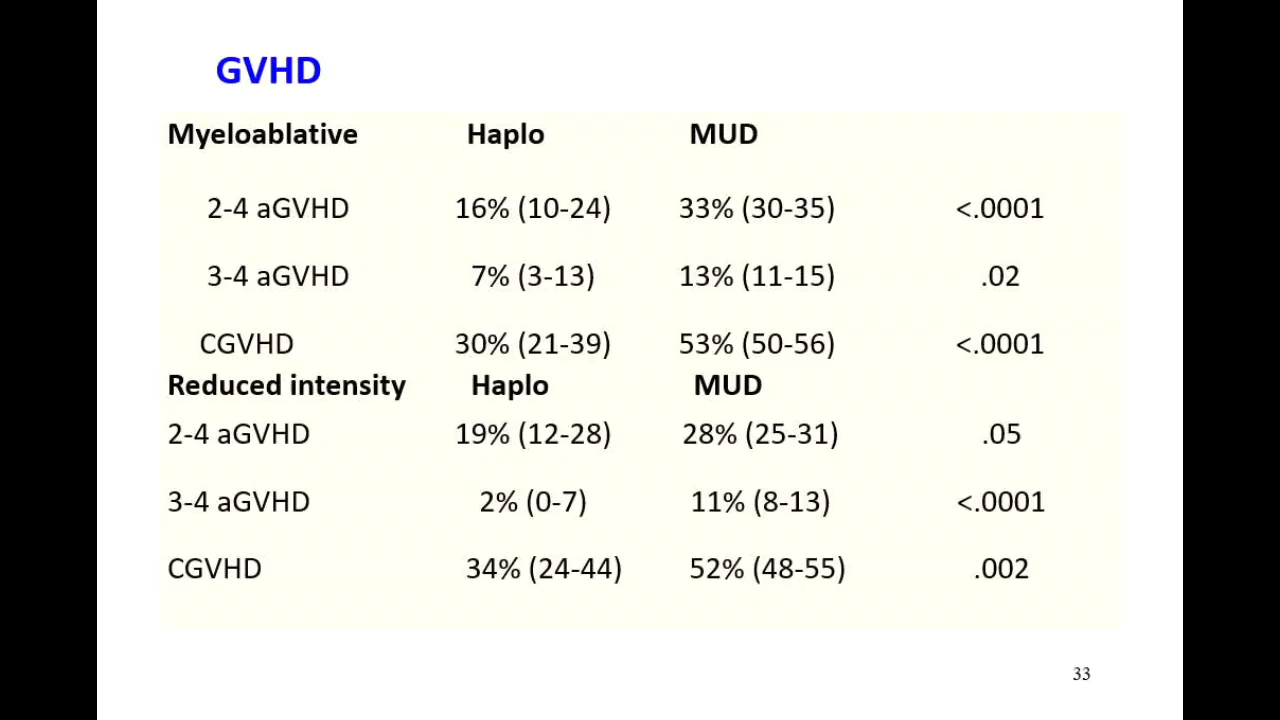 GVHD
Myeloablative Haplo MUD
2-4 aGVHD 16% (10-24) 33% (30-35) <.0001
3-4 aGVHD 7% (3-13) 13% (11-15) .02
CGVHD 30% (21-39) 53% (50-56) <.0001
Reduced intensity Haplo MUD
2-4 aGVHD 19% (12-28) 28% (25-31) .05
3-4 aGVHD 2% (0-7) 11% (8-13) <.0001
CGVHD 34% (24-44) 52% (48-55) .002
33